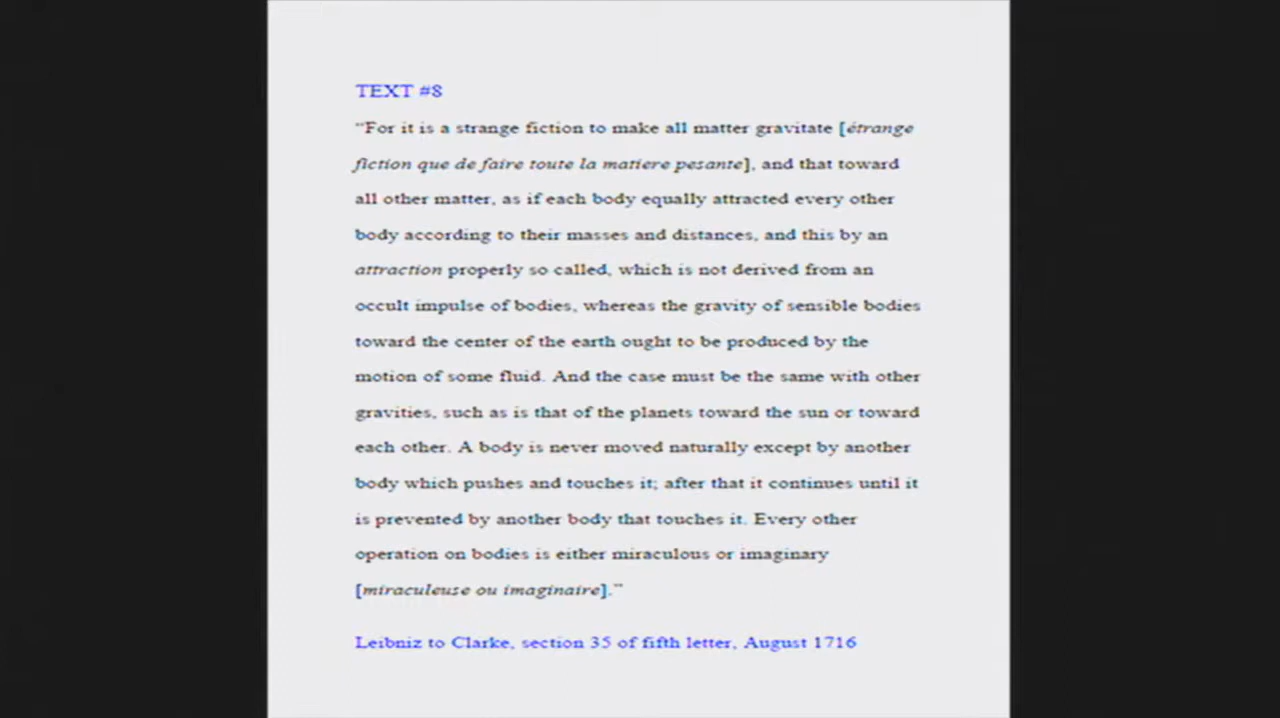 TEXT #8
“For it is a strange fiction to make all matter gravitate [étrange
fiction que de faire toute la matiere pesante], and that toward
all other matter, as if each body equally attracted every other
body according to their masses and distances, and this by an
attraction properly so called, which is not derived from an
occult impulse of bodies, whereas the gravity of sensible bodies
toward the center of the earth ought to be produced by the
motion of some fluid. And the case must be the same with other
gravities, such as is that of the planets toward the sun or toward
each other. A body is never moved naturally except by another
body which pushes and touches it; after that it continues until it
is prevented by another body that touches it. Every other
operation on bodies is either miraculous or imaginary
[miraculeuse ou imaginaire].”
Leibniz to Clarke, section 35 of fifth letter, August 1716